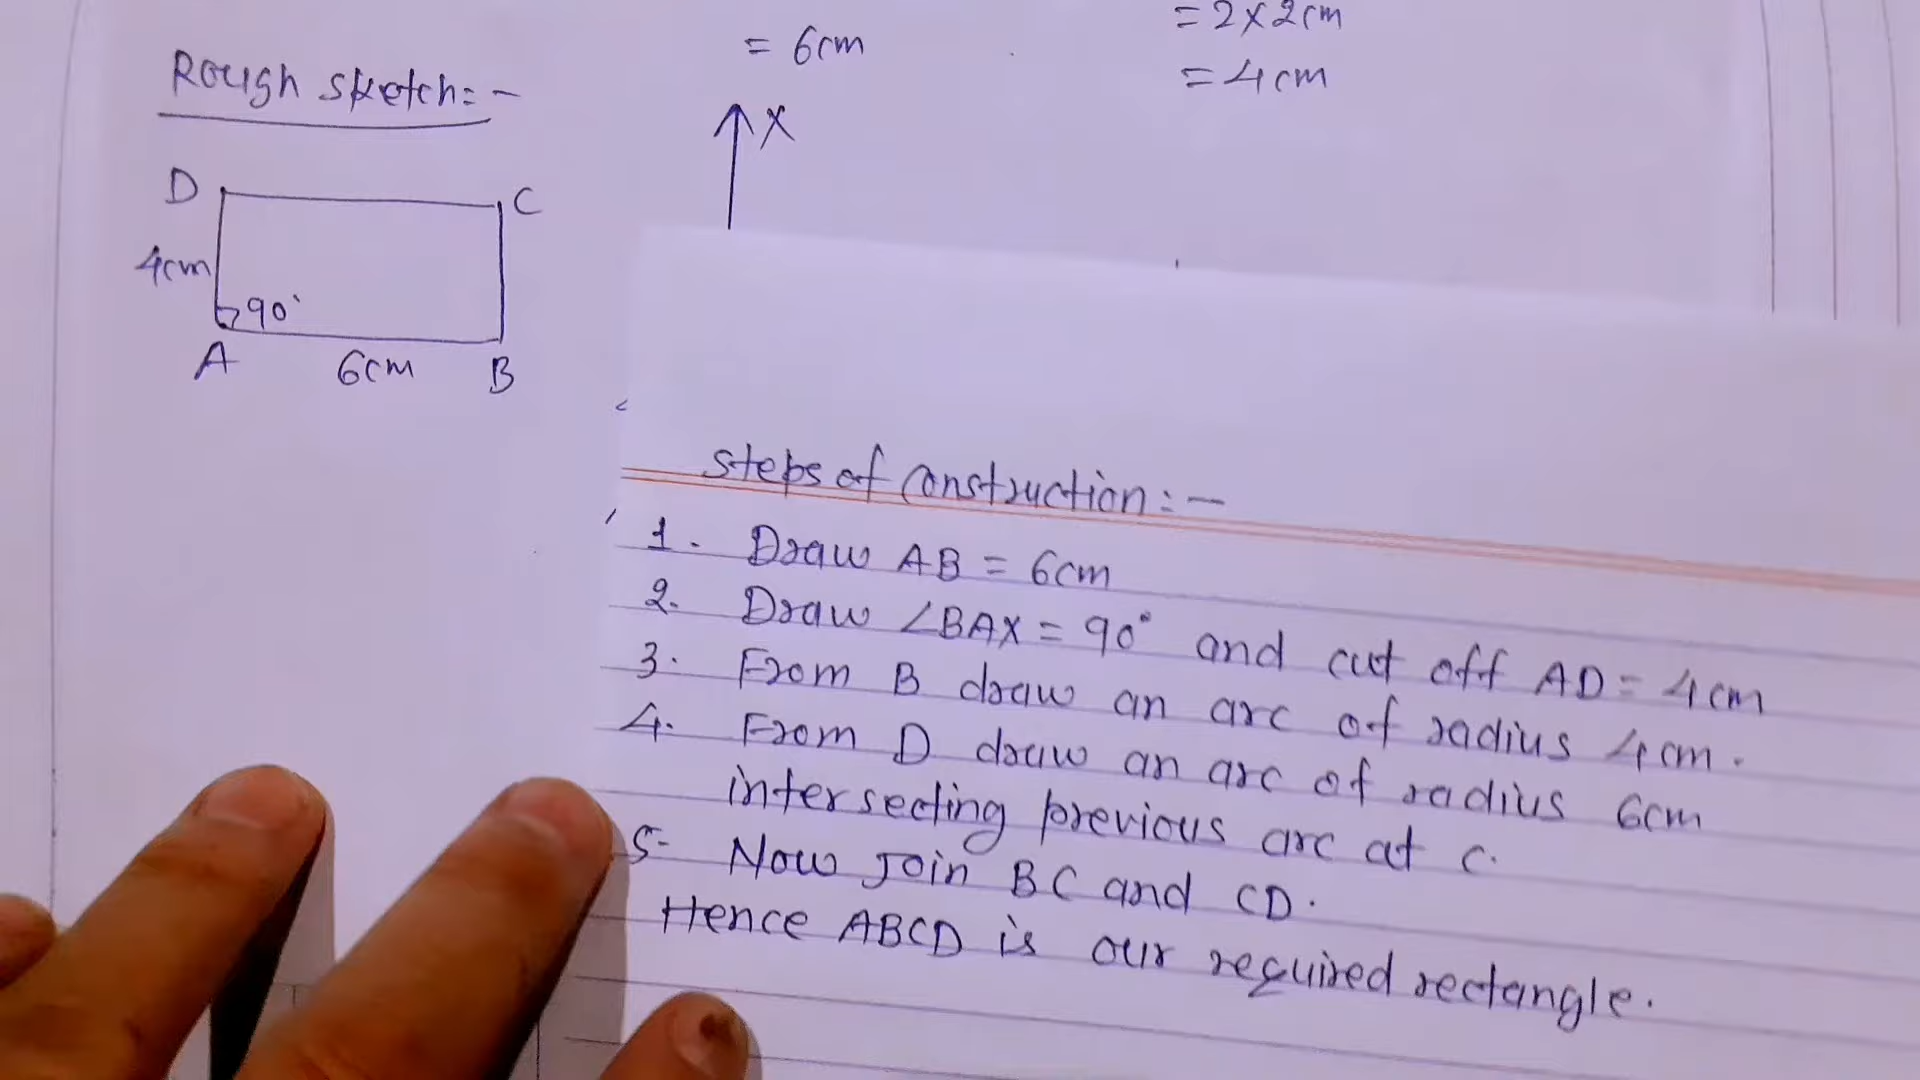 = 2×2cm
= 6cm
= 4cm
Rough sketch:-
X
D
C
4cm
90°
A
6cm
B
Steps of Construction:-
1. Draw AB = 6cm
2. Draw ∠BAX = 90° and cut off AD = 4cm
3. From B draw an arc of radius 4cm.
4. From D draw an arc of radius 6cm
intersecting previous arc at C.
5- Now Join BC and CD.
Hence ABCD is our required rectangle.